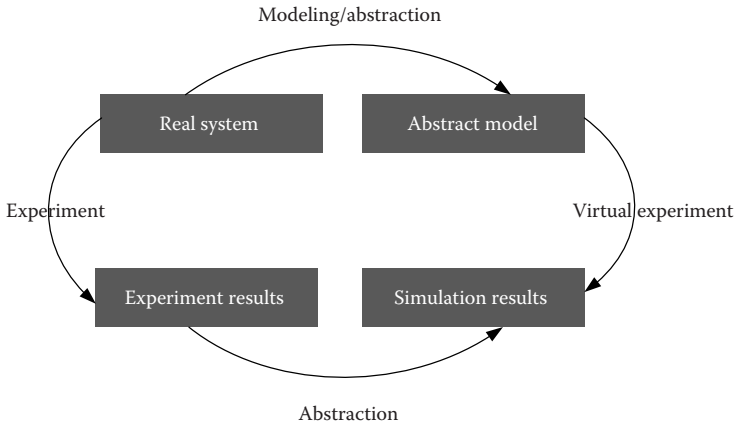 Modeling/abstraction
Real system
Abstract model
Experiment
Virtual experiment
Experiment results
Simulation results
Abstraction